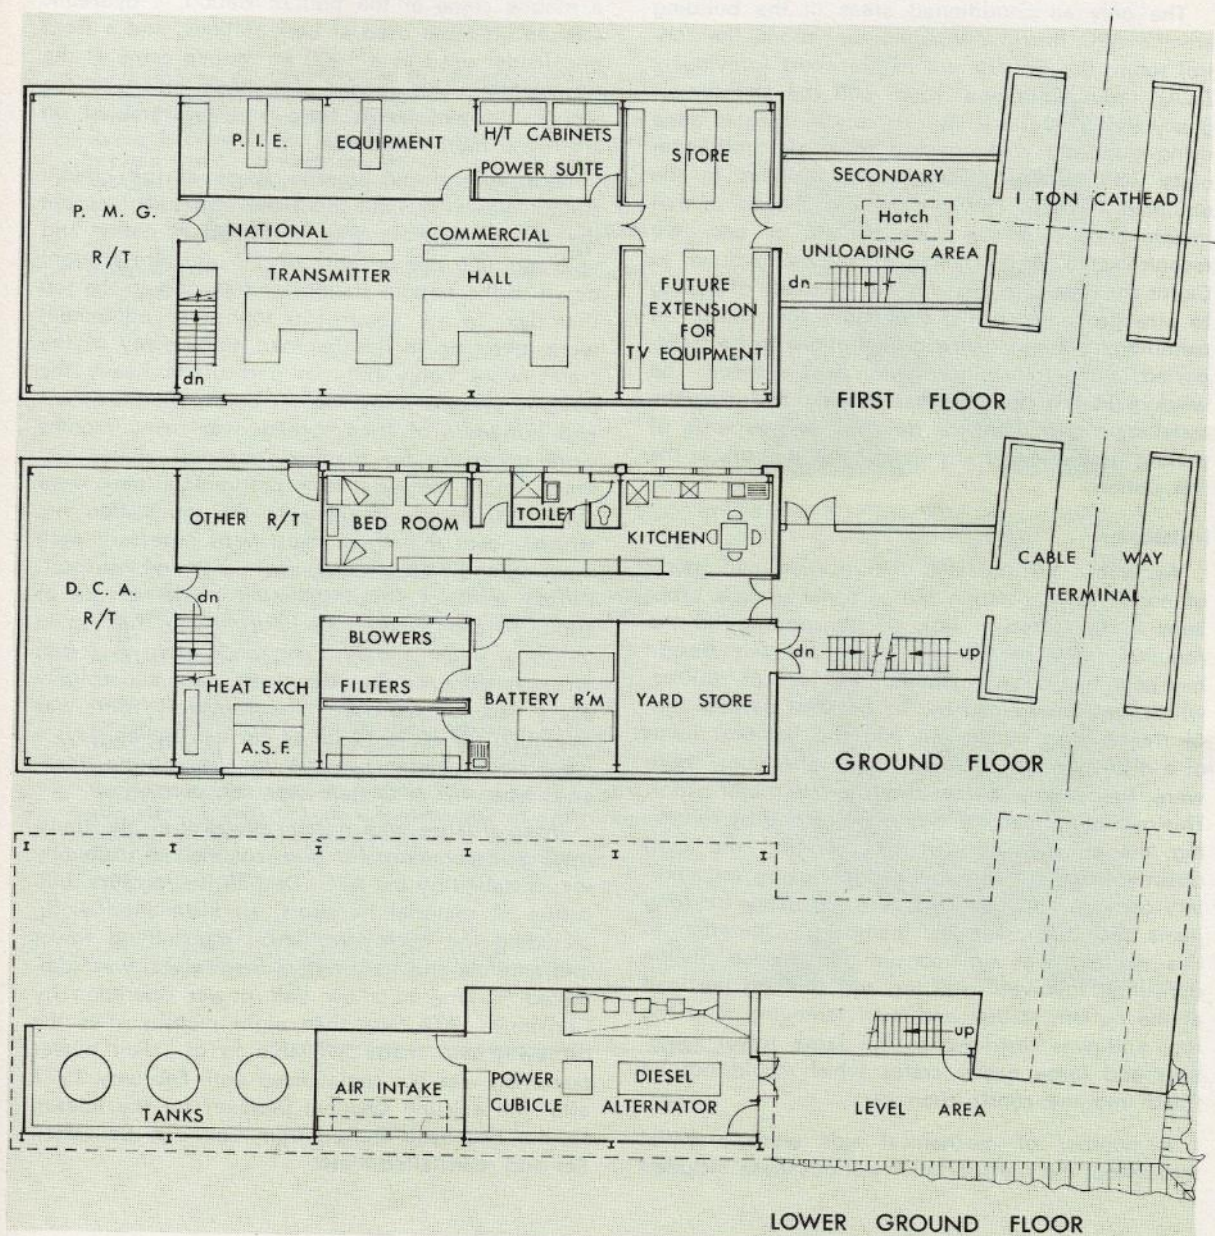 P. I. E. EQUIPMENT
H/T CABINETS
POWER SUITE
STORE
SECONDARY
Hatch
UNLOADING AREA
dn
1 TON CATHEAD
P. M. G.
R/T
NATIONAL COMMERCIAL
TRANSMITTER HALL
dn
FUTURE
EXTENSION
FOR
TV EQUIPMENT
FIRST FLOOR
OTHER R/T
BED ROOM
TOILET
KITCHEN
CABLE WAY
TERMINAL
D. C. A.
R/T
dn
BLOWERS
HEAT EXCH
FILTERS
A.S.F.
BATTERY R'M
YARD STORE
dn
up
GROUND FLOOR
TANKS
AIR INTAKE
POWER
CUBICLE
DIESEL
ALTERNATOR
up
LEVEL AREA
LOWER GROUND FLOOR